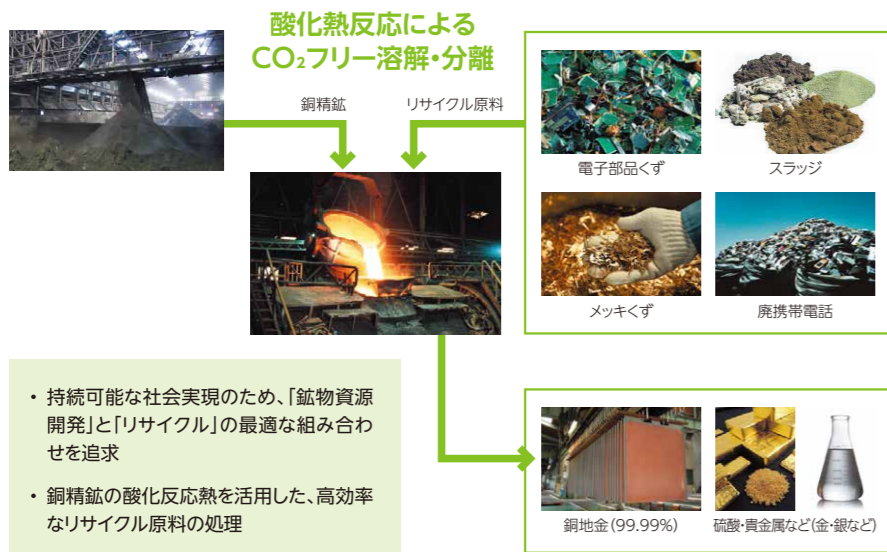 酸化熱反応による
CO₂フリー溶解・分離
銅精鉱
リサイクル原料
電子部品くず
スラッジ
メッキくず
廃携帯電話
・持続可能な社会実現のため、「鉱物資源
開発」と「リサイクル」の最適な組み合わ
せを追求
・銅精鉱の酸化反応熱を活用した、高効率
なリサイクル原料の処理
銅地金(99.99%)
硫酸・貴金属など(金・銀など)